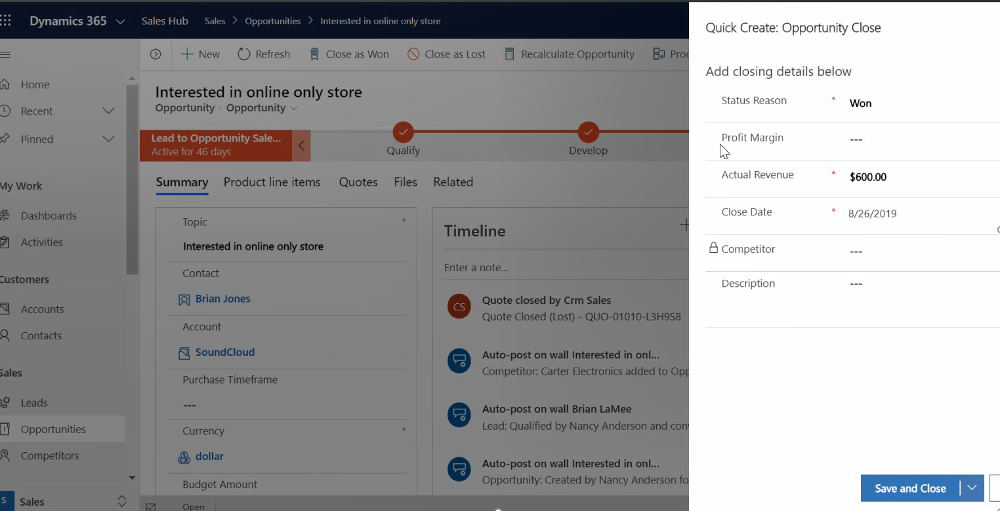 Dynamics 365
Sales Hub
Sales > Opportunities > Interested in online only store
New
Refresh
Close as Won
Close as Lost
Recalculate Opportunity
Home
Recent
Pinned
My Work
Dashboards
Activities
Customers
Accounts
Contacts
Sales
Leads
Opportunities
Competitors
S
Sales
Interested in online only store
Opportunity · Opportunity
Lead to Opportunity Sale...
Active for 46 days
Qualify
Develop
Summary
Product line items
Quotes
Files
Related
Topic *
Interested in online only store
Contact
Brian Jones
Account
SoundCloud
Purchase Timeframe
---
Currency *
dollar
Budget Amount
Open
Timeline
Enter a note...
CS
Quote closed by Crm Sales
Quote Closed (Lost) - QUO-01010-L3H9S8
Auto-post on wall Interested in onl...
Competitor: Carter Electronics added to Opp
Auto-post on wall Brian LaMee
Lead: Qualified by Nancy Anderson and conv
Auto-post on wall Interested in onl...
Opportunity: Created by Nancy Anderson fo
Quick Create: Opportunity Close
Add closing details below
Status Reason * Won
Profit Margin ---
Actual Revenue * $600.00
Close Date * 8/26/2019
Competitor ---
Description ---
Save and Close